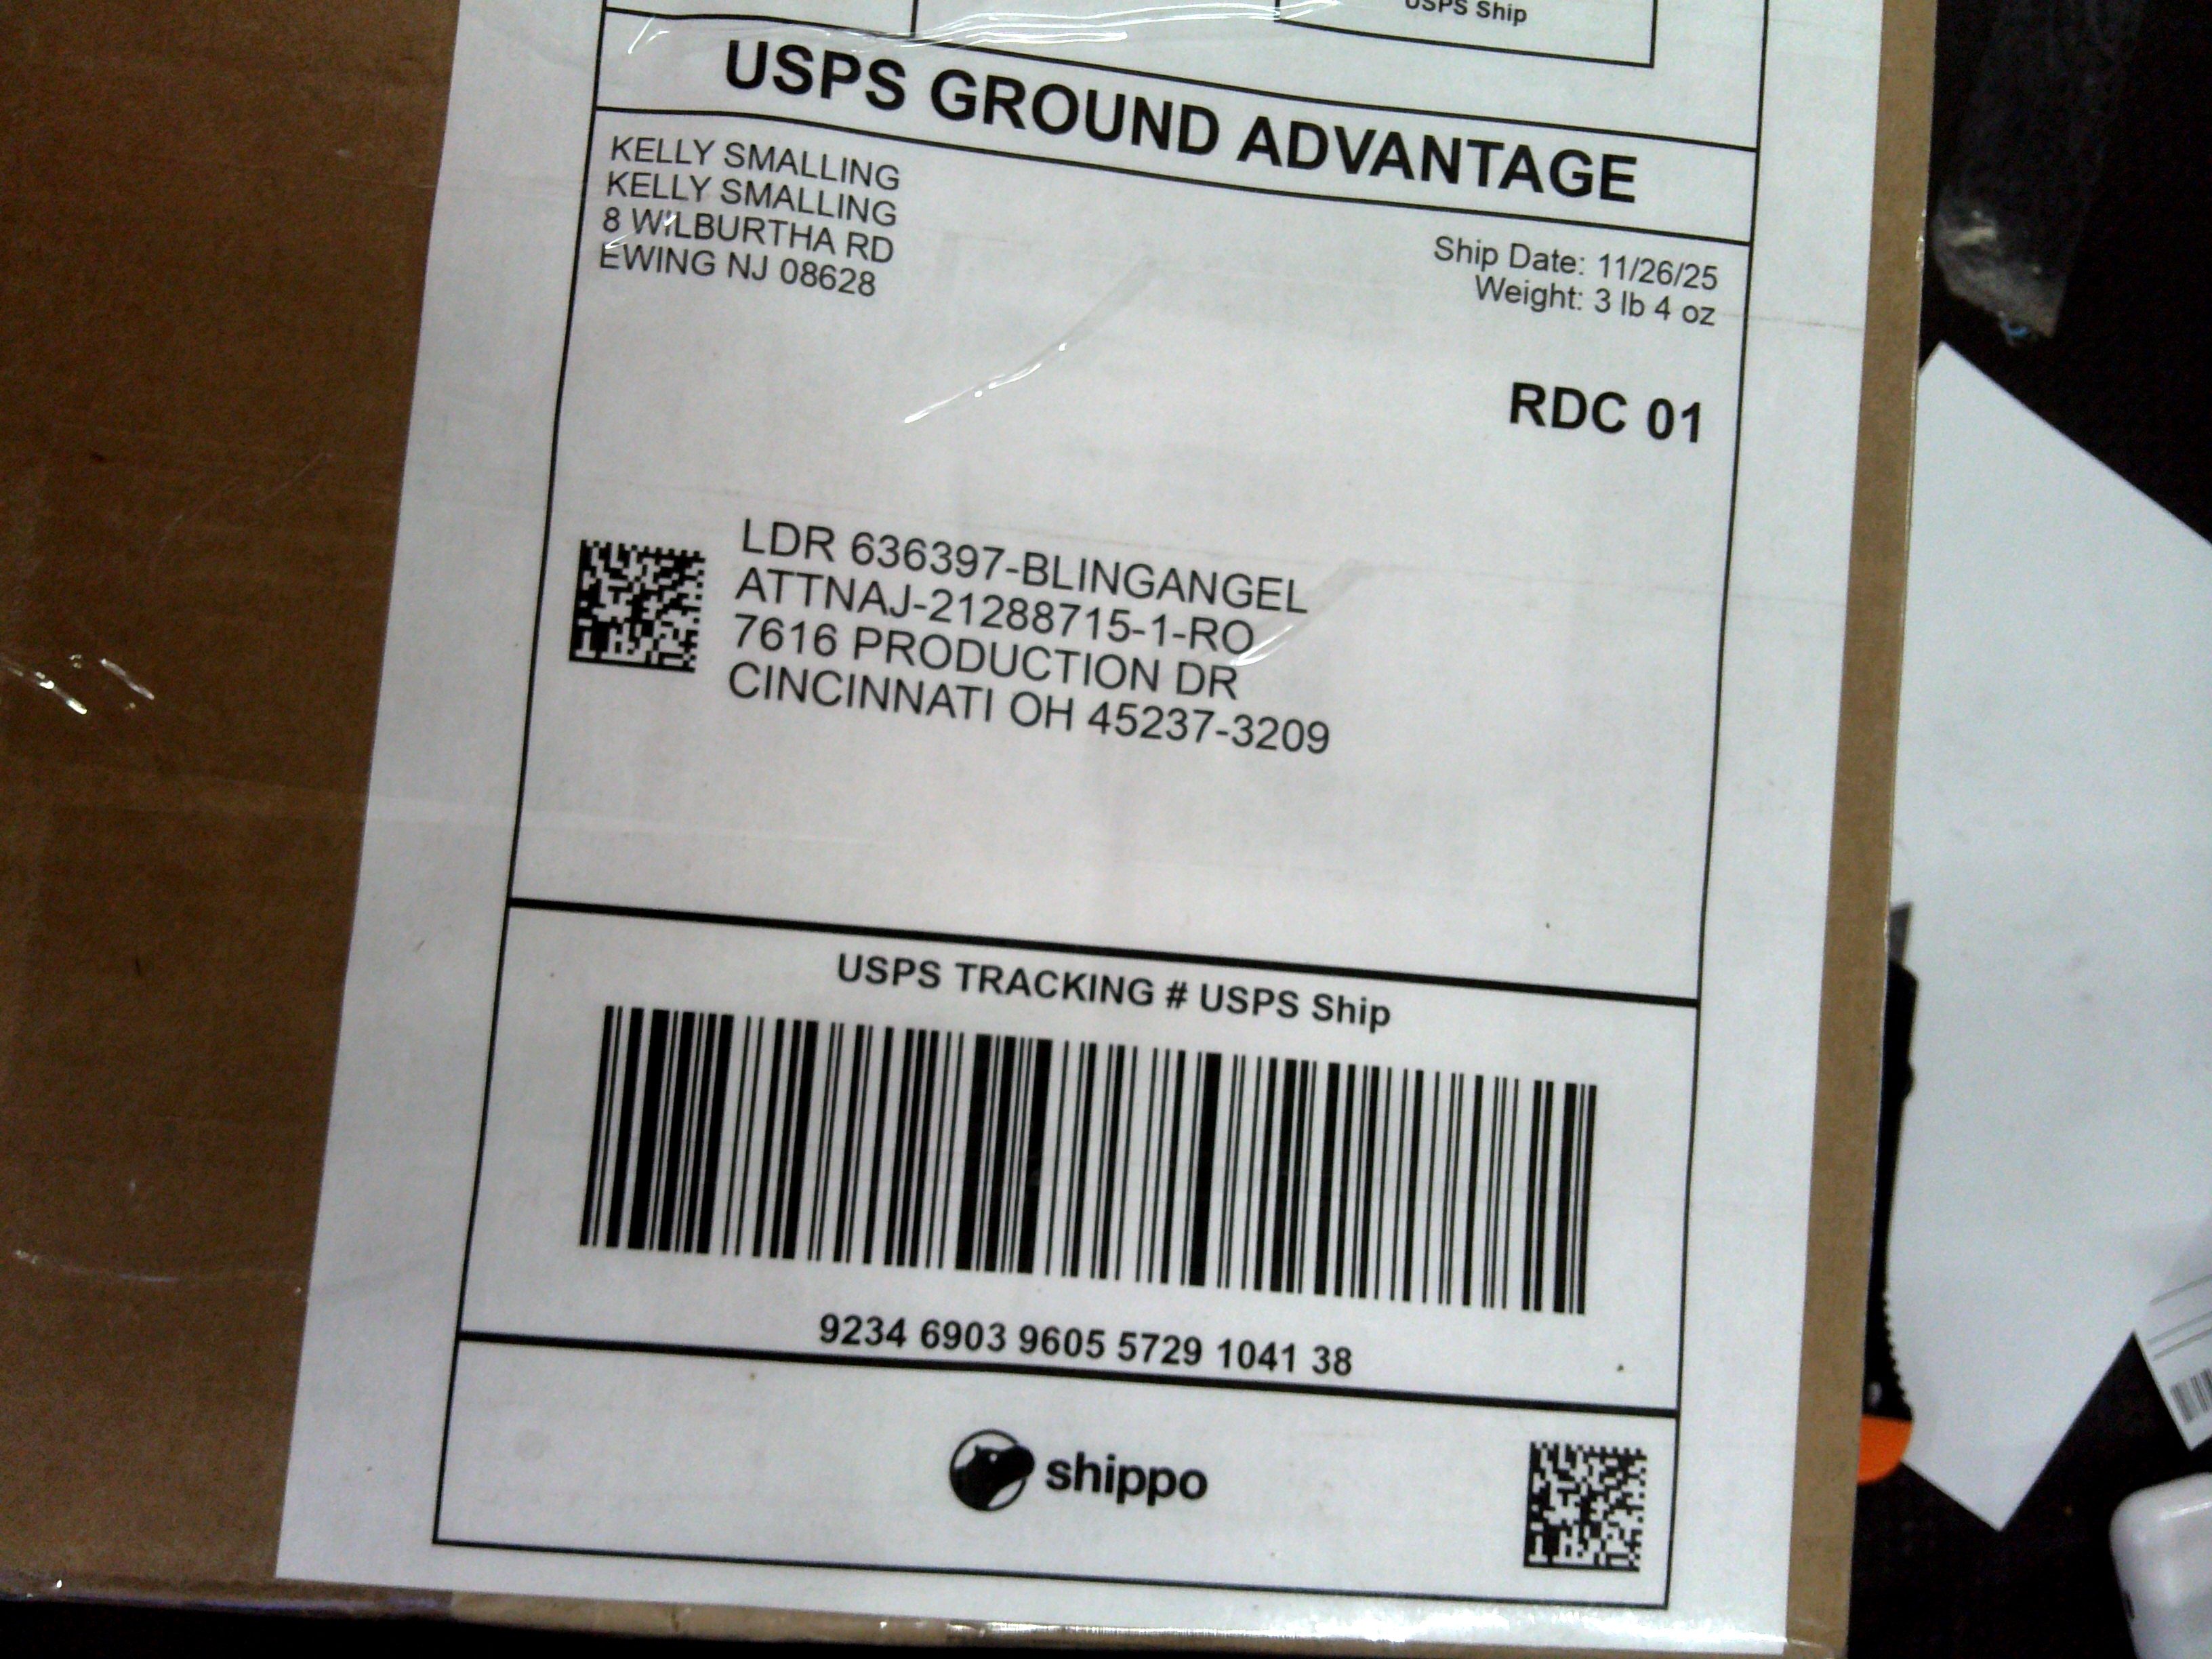 USPS Ship
USPS GROUND ADVANTAGE
KELLY SMALLING
KELLY SMALLING
8 WILBURTHA RD
EWING NJ 08628
Ship Date: 11/26/25
Weight: 3 lb 4 oz
RDC 01
LDR 636397-BLINGANGEL
ATTNAJ-21288715-1-RO
7616 PRODUCTION DR
CINCINNATI OH 45237-3209
USPS TRACKING # USPS Ship
9234 6903 9605 5729 1041 38
shippo